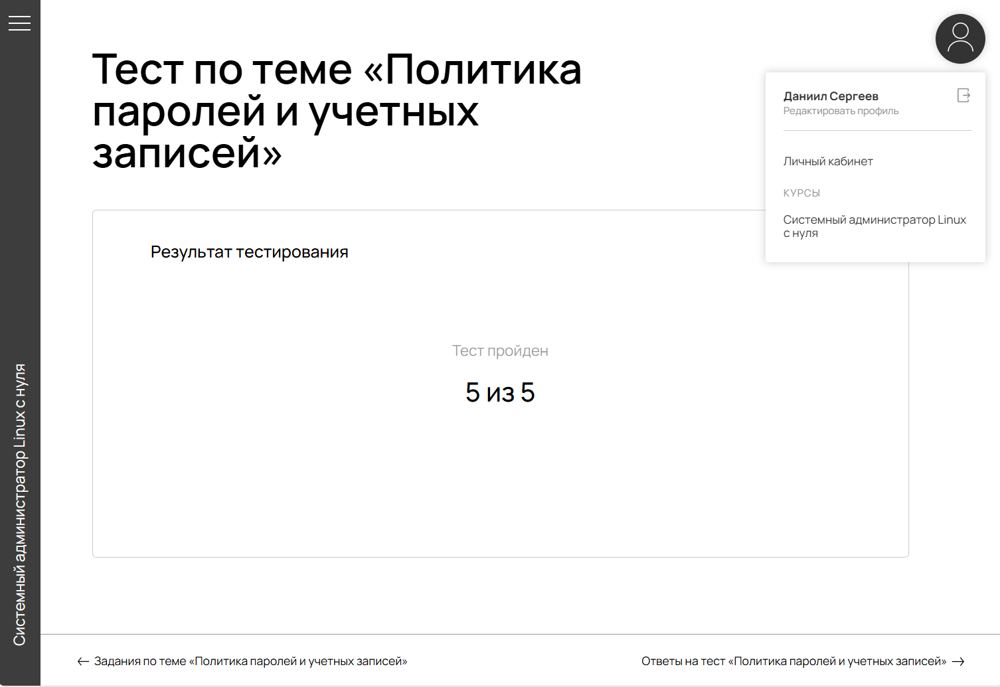 Тест по теме «Политика
паролей и учетных
записей»
Даниил Сергеев
Редактировать профиль
Личный кабинет
КУРСЫ
Системный администратор Linux
с нуля
Результат тестирования
Тест пройден
5 из 5
Системный администратор Linux с нуля
← Задания по теме «Политика паролей и учетных записей»
Ответы на тест «Политика паролей и учетных записей» →